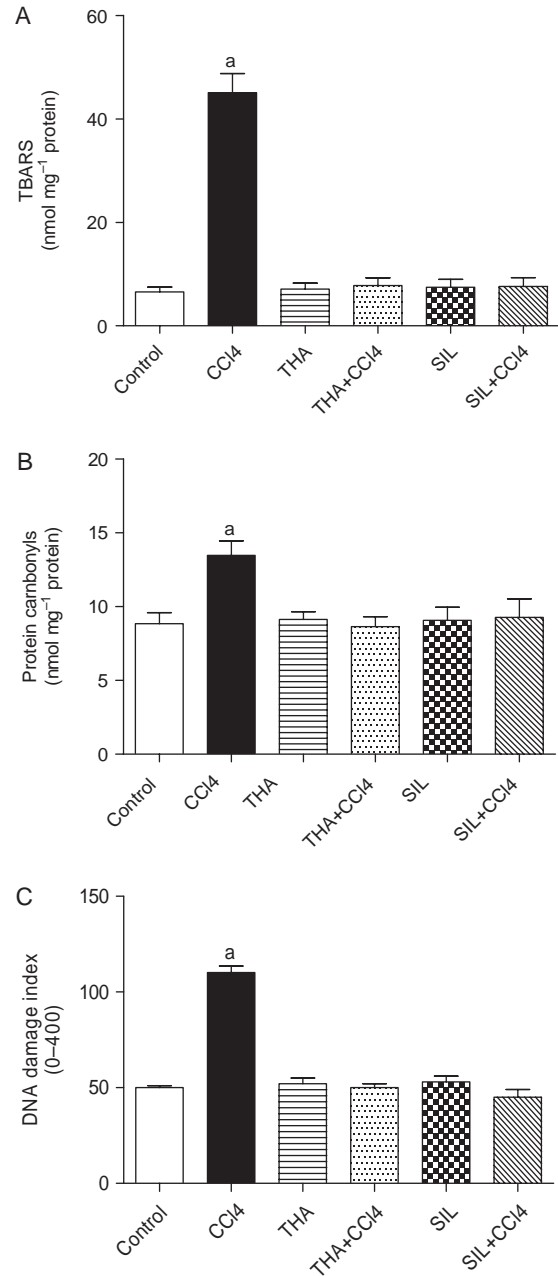 A
TBARS
(nmol mg⁻¹ protein)
60
40
20
0
a
Control
CCl4
THA
THA+CCl4
SIL
SIL+CCl4
B
Protein carnbonyls
(nmol mg⁻¹ protein)
20
15
10
5
0
a
Control
CCl4
THA
THA+CCl4
SIL
SIL+CCl4
C
DNA damage index
(0–400)
150
100
50
0
a
Control
CCl4
THA
THA+CCl4
SIL
SIL+CCl4